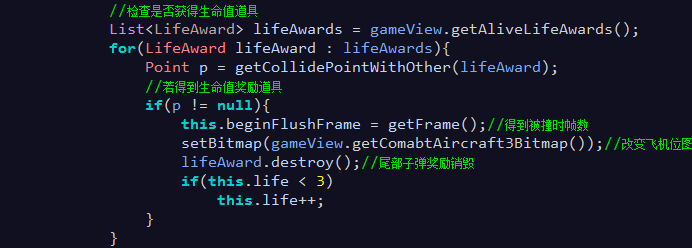 //检查是否获得生命值道具
List<LifeAward> lifeAwards = gameView.getAliveLifeAwards();
for(LifeAward lifeAward : lifeAwards){
Point p = getCollidePointWithOther(lifeAward);
//若得到生命值奖励道具
if(p != null){
this.beginFlushFrame = getFrame();//得到被撞时帧数
setBitmap(gameView.getComabtAircraft3Bitmap());//改变飞机位图
lifeAward.destroy();//尾部子弹奖励销毁
if(this.life < 3)
this.life++;
}
}